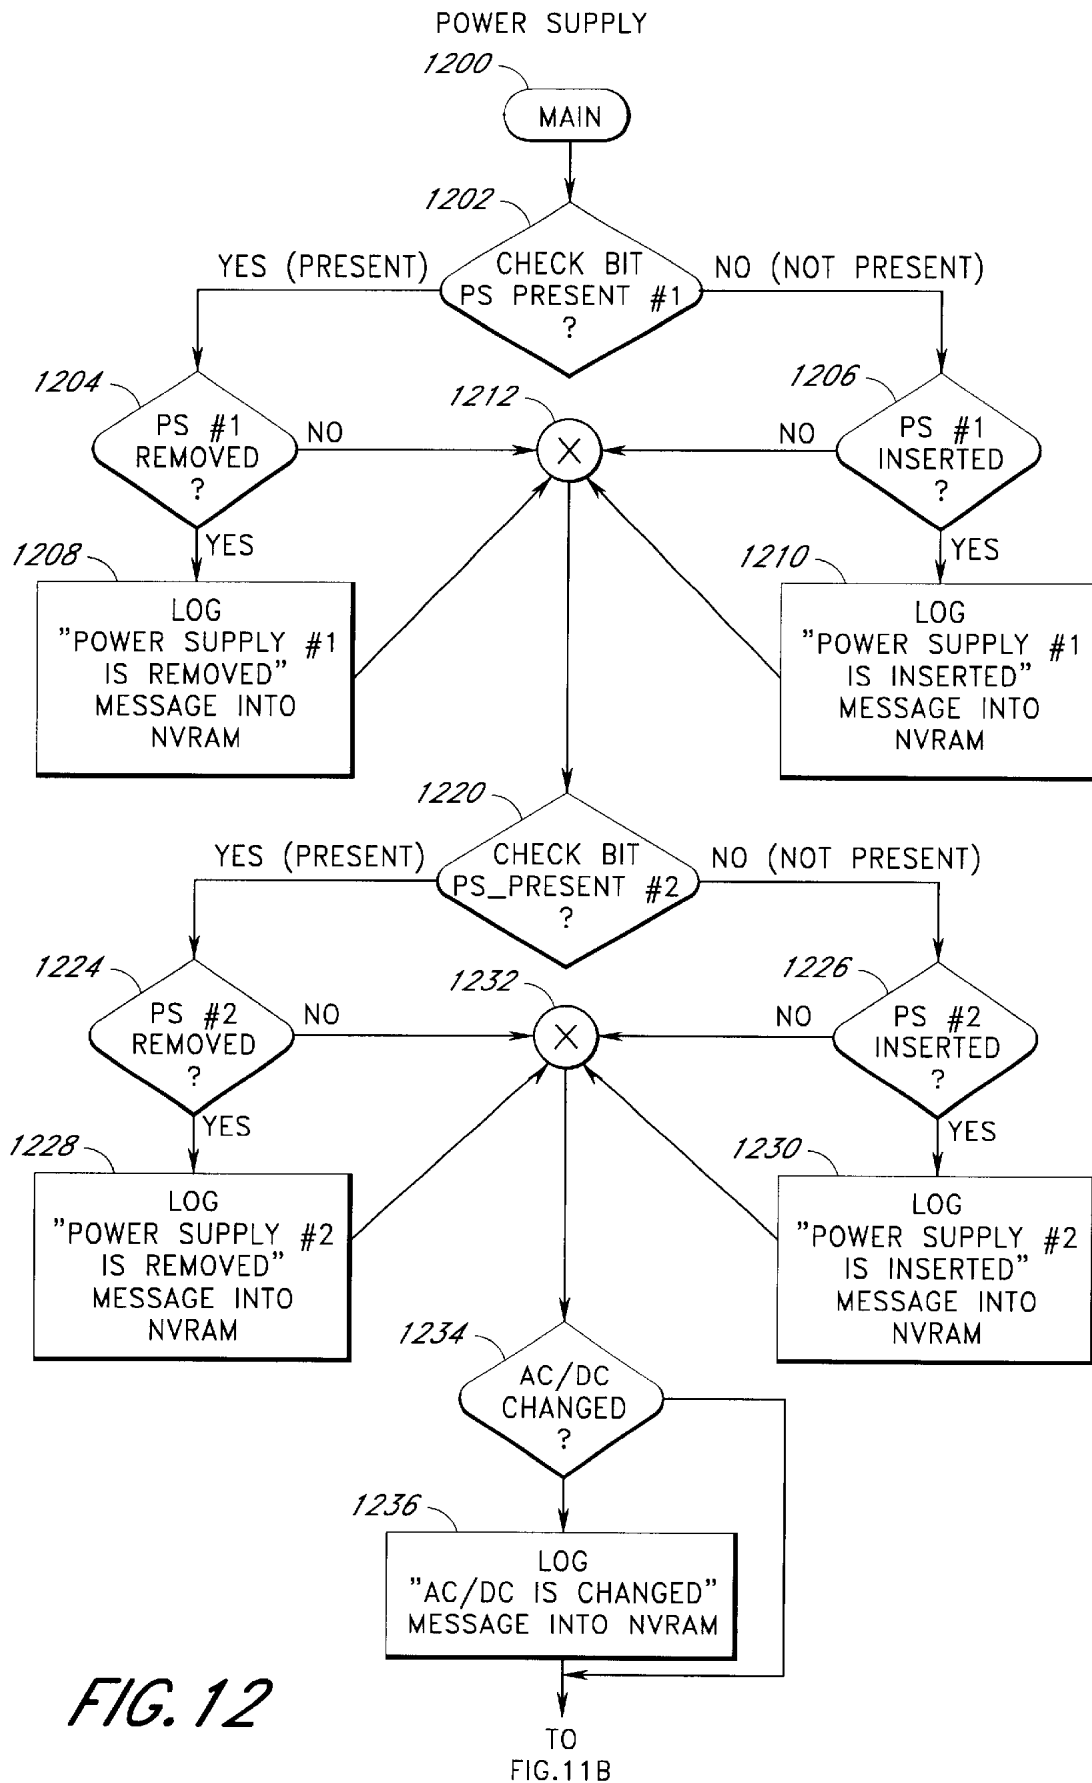 POWER SUPPLY
1200
MAIN
1202
YES (PRESENT)
CHECK BIT
PS PRESENT #1
?
NO (NOT PRESENT)
1204
PS #1
REMOVED
?
NO
1212
X
1206
NO
PS #1
INSERTED
?
YES
YES
1208
LOG
"POWER SUPPLY #1
IS REMOVED"
MESSAGE INTO
NVRAM
1210
LOG
"POWER SUPPLY #1
IS INSERTED"
MESSAGE INTO
NVRAM
1220
YES (PRESENT)
CHECK BIT
PS_PRESENT #2
?
NO (NOT PRESENT)
1224
PS #2
REMOVED
?
NO
1232
X
1226
NO
PS #2
INSERTED
?
YES
YES
1228
LOG
"POWER SUPPLY #2
IS REMOVED"
MESSAGE INTO
NVRAM
1230
LOG
"POWER SUPPLY #2
IS INSERTED"
MESSAGE INTO
NVRAM
1234
AC/DC
CHANGED
?
1236
LOG
"AC/DC IS CHANGED"
MESSAGE INTO NVRAM
FIG. 12
TO
FIG.11B